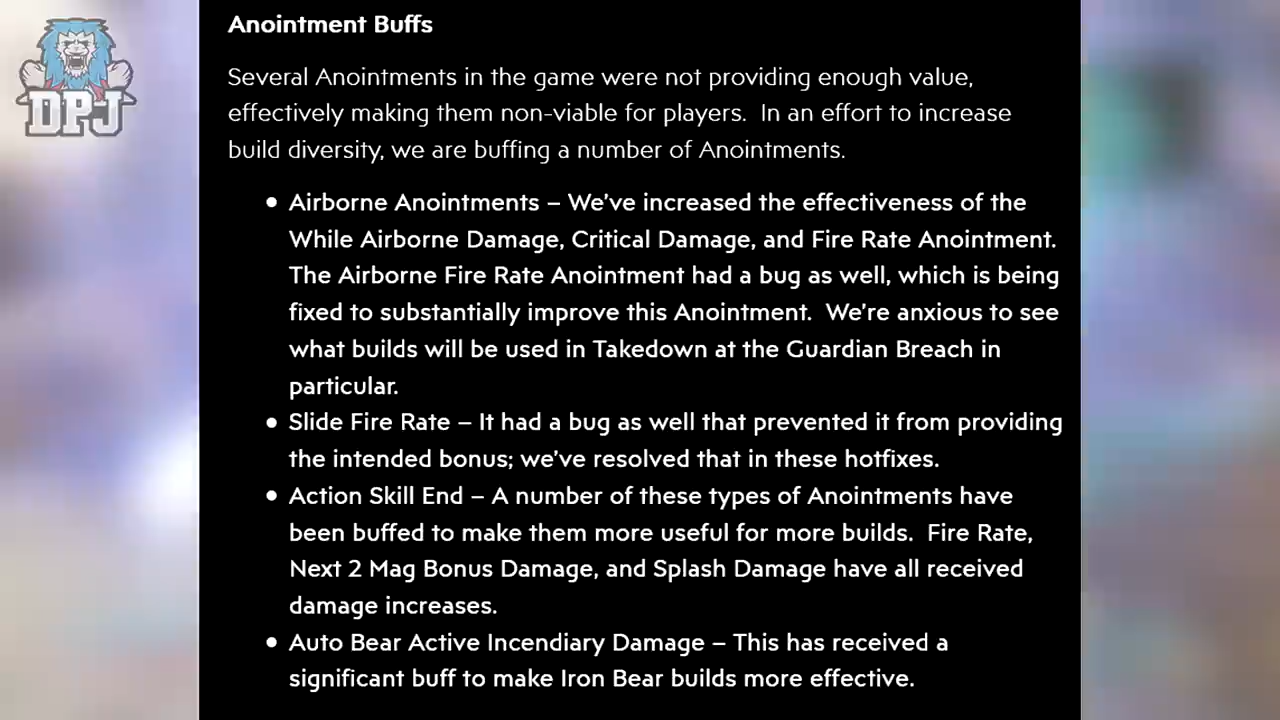 DPJ
Anointment Buffs
Several Anointments in the game were not providing enough value,
effectively making them non-viable for players.  In an effort to increase
build diversity, we are buffing a number of Anointments.
● Airborne Anointments – We’ve increased the effectiveness of the
While Airborne Damage, Critical Damage, and Fire Rate Anointment.
The Airborne Fire Rate Anointment had a bug as well, which is being
fixed to substantially improve this Anointment.  We’re anxious to see
what builds will be used in Takedown at the Guardian Breach in
particular.
● Slide Fire Rate – It had a bug as well that prevented it from providing
the intended bonus; we’ve resolved that in these hotfixes.
● Action Skill End – A number of these types of Anointments have
been buffed to make them more useful for more builds.  Fire Rate,
Next 2 Mag Bonus Damage, and Splash Damage have all received
damage increases.
● Auto Bear Active Incendiary Damage – This has received a
significant buff to make Iron Bear builds more effective.